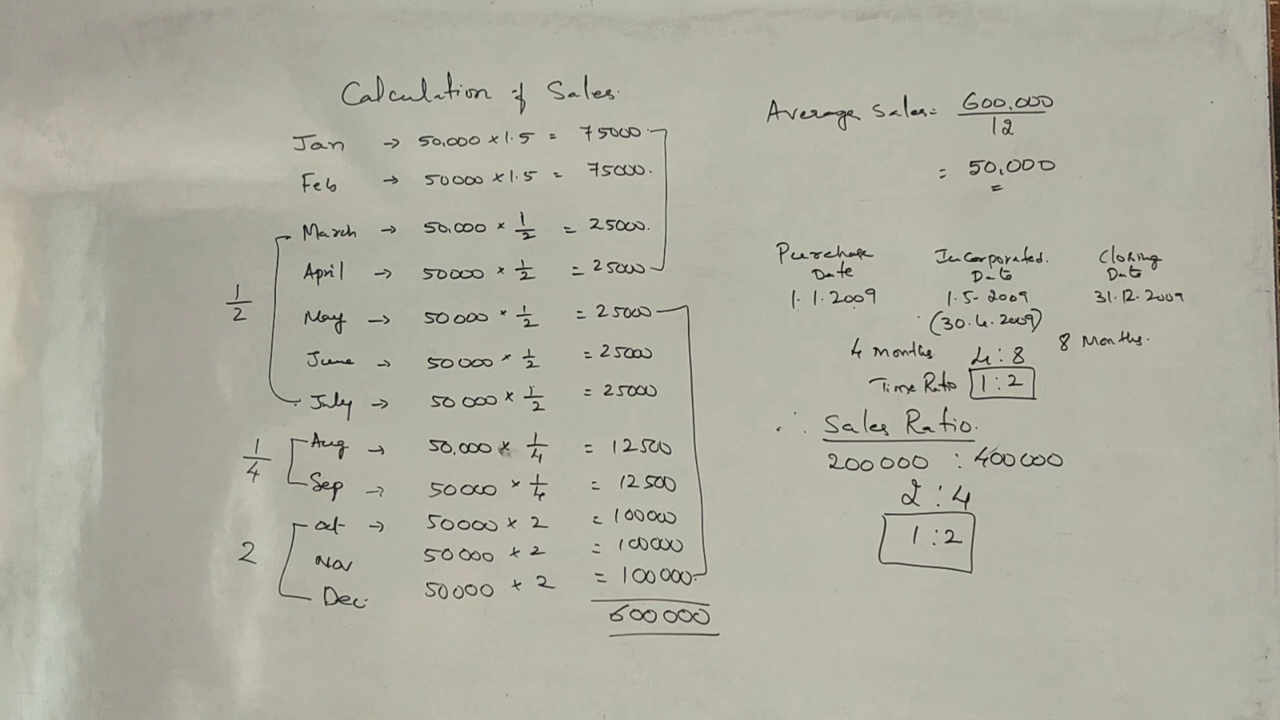 Calculation of Sales.
Jan → 50,000 × 1.5 = 75000
Feb → 50000 × 1.5 = 75000.
March → 50,000 × 1/2 = 25000.
April → 50000 × 1/2 = 25000
May → 50000 × 1/2 = 25000
June → 50000 × 1/2 = 25000
July → 50000 × 1/2 = 25000
1/2
Aug → 50,000 × 1/4 = 12500
Sep → 50000 × 1/4 = 12500
1/4
Oct → 50000 × 2 = 100000
Nov 50000 × 2 = 100000
Dec. 50000 × 2 = 100000
2
600000
Average Sales = 600,000/12
= 50,000
Purchase Date
Incorporated. Date
Closing Date
1.1.2009 1.5.2009 31.12.2009
(30.4.2009)
4 months 4:8 8 Months.
Time Ratio 1:2
∴ Sales Ratio.
200000 : 400000
2:4
1:2